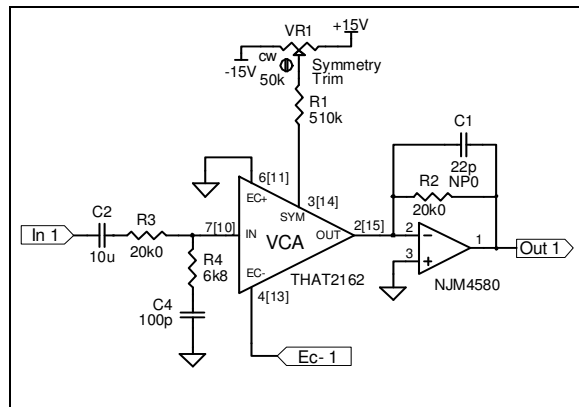 VR1
+15V
-15V
cw
50k
Symmetry
Trim
R1
510k
C1
22p
NP0
R2
20k0
6[11]
EC+
3[14]
SYM
In 1
C2
10u
R3
20k0
7[10]
IN
VCA
OUT
2[15]
2
-
3
+
1
Out 1
NJM4580
R4
6k8
EC-
4[13]
THAT2162
C4
100p
Ec- 1